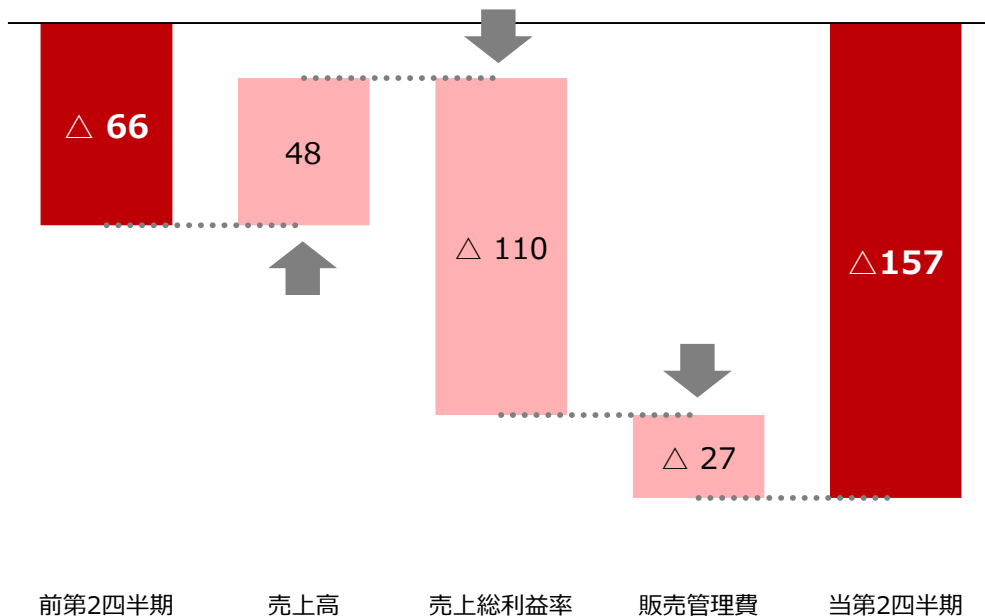 △ 66
48
△ 110
△ 27
△157
前第2四半期
売上高
売上総利益率
販売管理費
当第2四半期